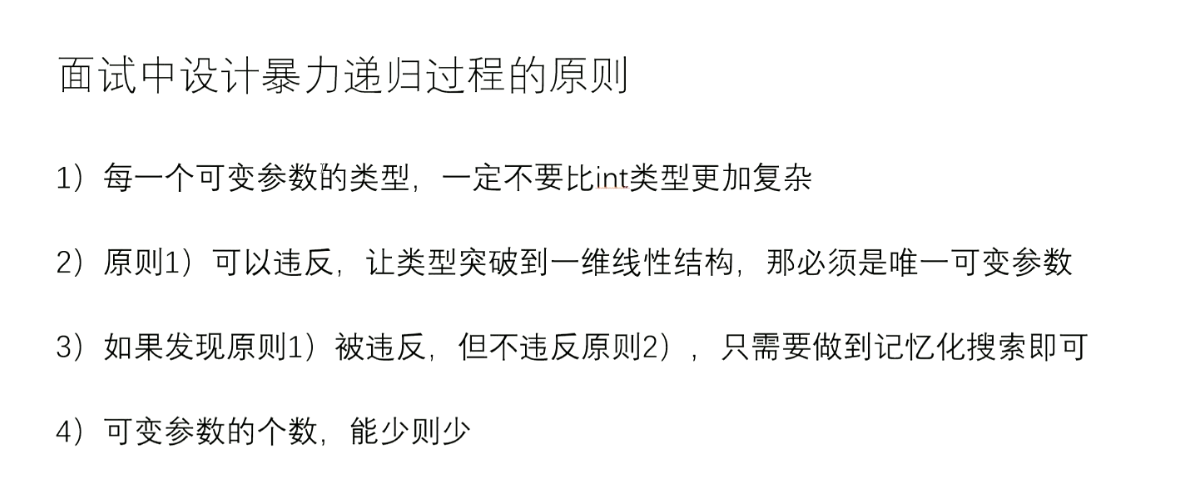 面试中设计暴力递归过程的原则
1）每一个可变参数的类型，一定不要比int类型更加复杂
2）原则1）可以违反，让类型突破到一维线性结构，那必须是唯一可变参数
3）如果发现原则1）被违反，但不违反原则2），只需要做到记忆化搜索即可
4）可变参数的个数，能少则少